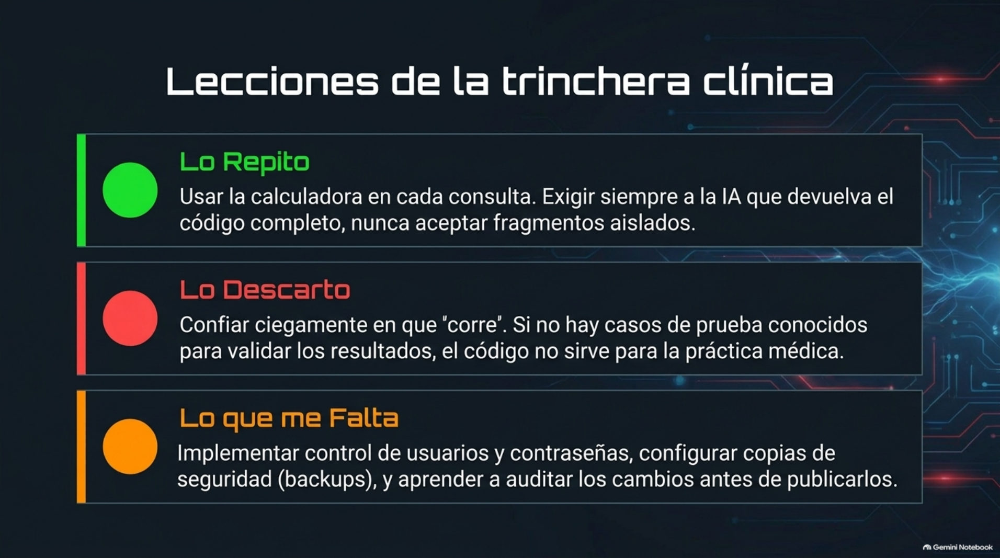 Lecciones de la trinchera clínica
Lo Repito
Usar la calculadora en cada consulta. Exigir siempre a la IA que devuelva el
código completo, nunca aceptar fragmentos aislados.
Lo Descarto
Confiar ciegamente en que "corre". Si no hay casos de prueba conocidos
para validar los resultados, el código no sirve para la práctica médica.
Lo que me Falta
Implementar control de usuarios y contraseñas, configurar copias de
seguridad (backups), y aprender a auditar los cambios antes de publicarlos.
Gemini Notebook